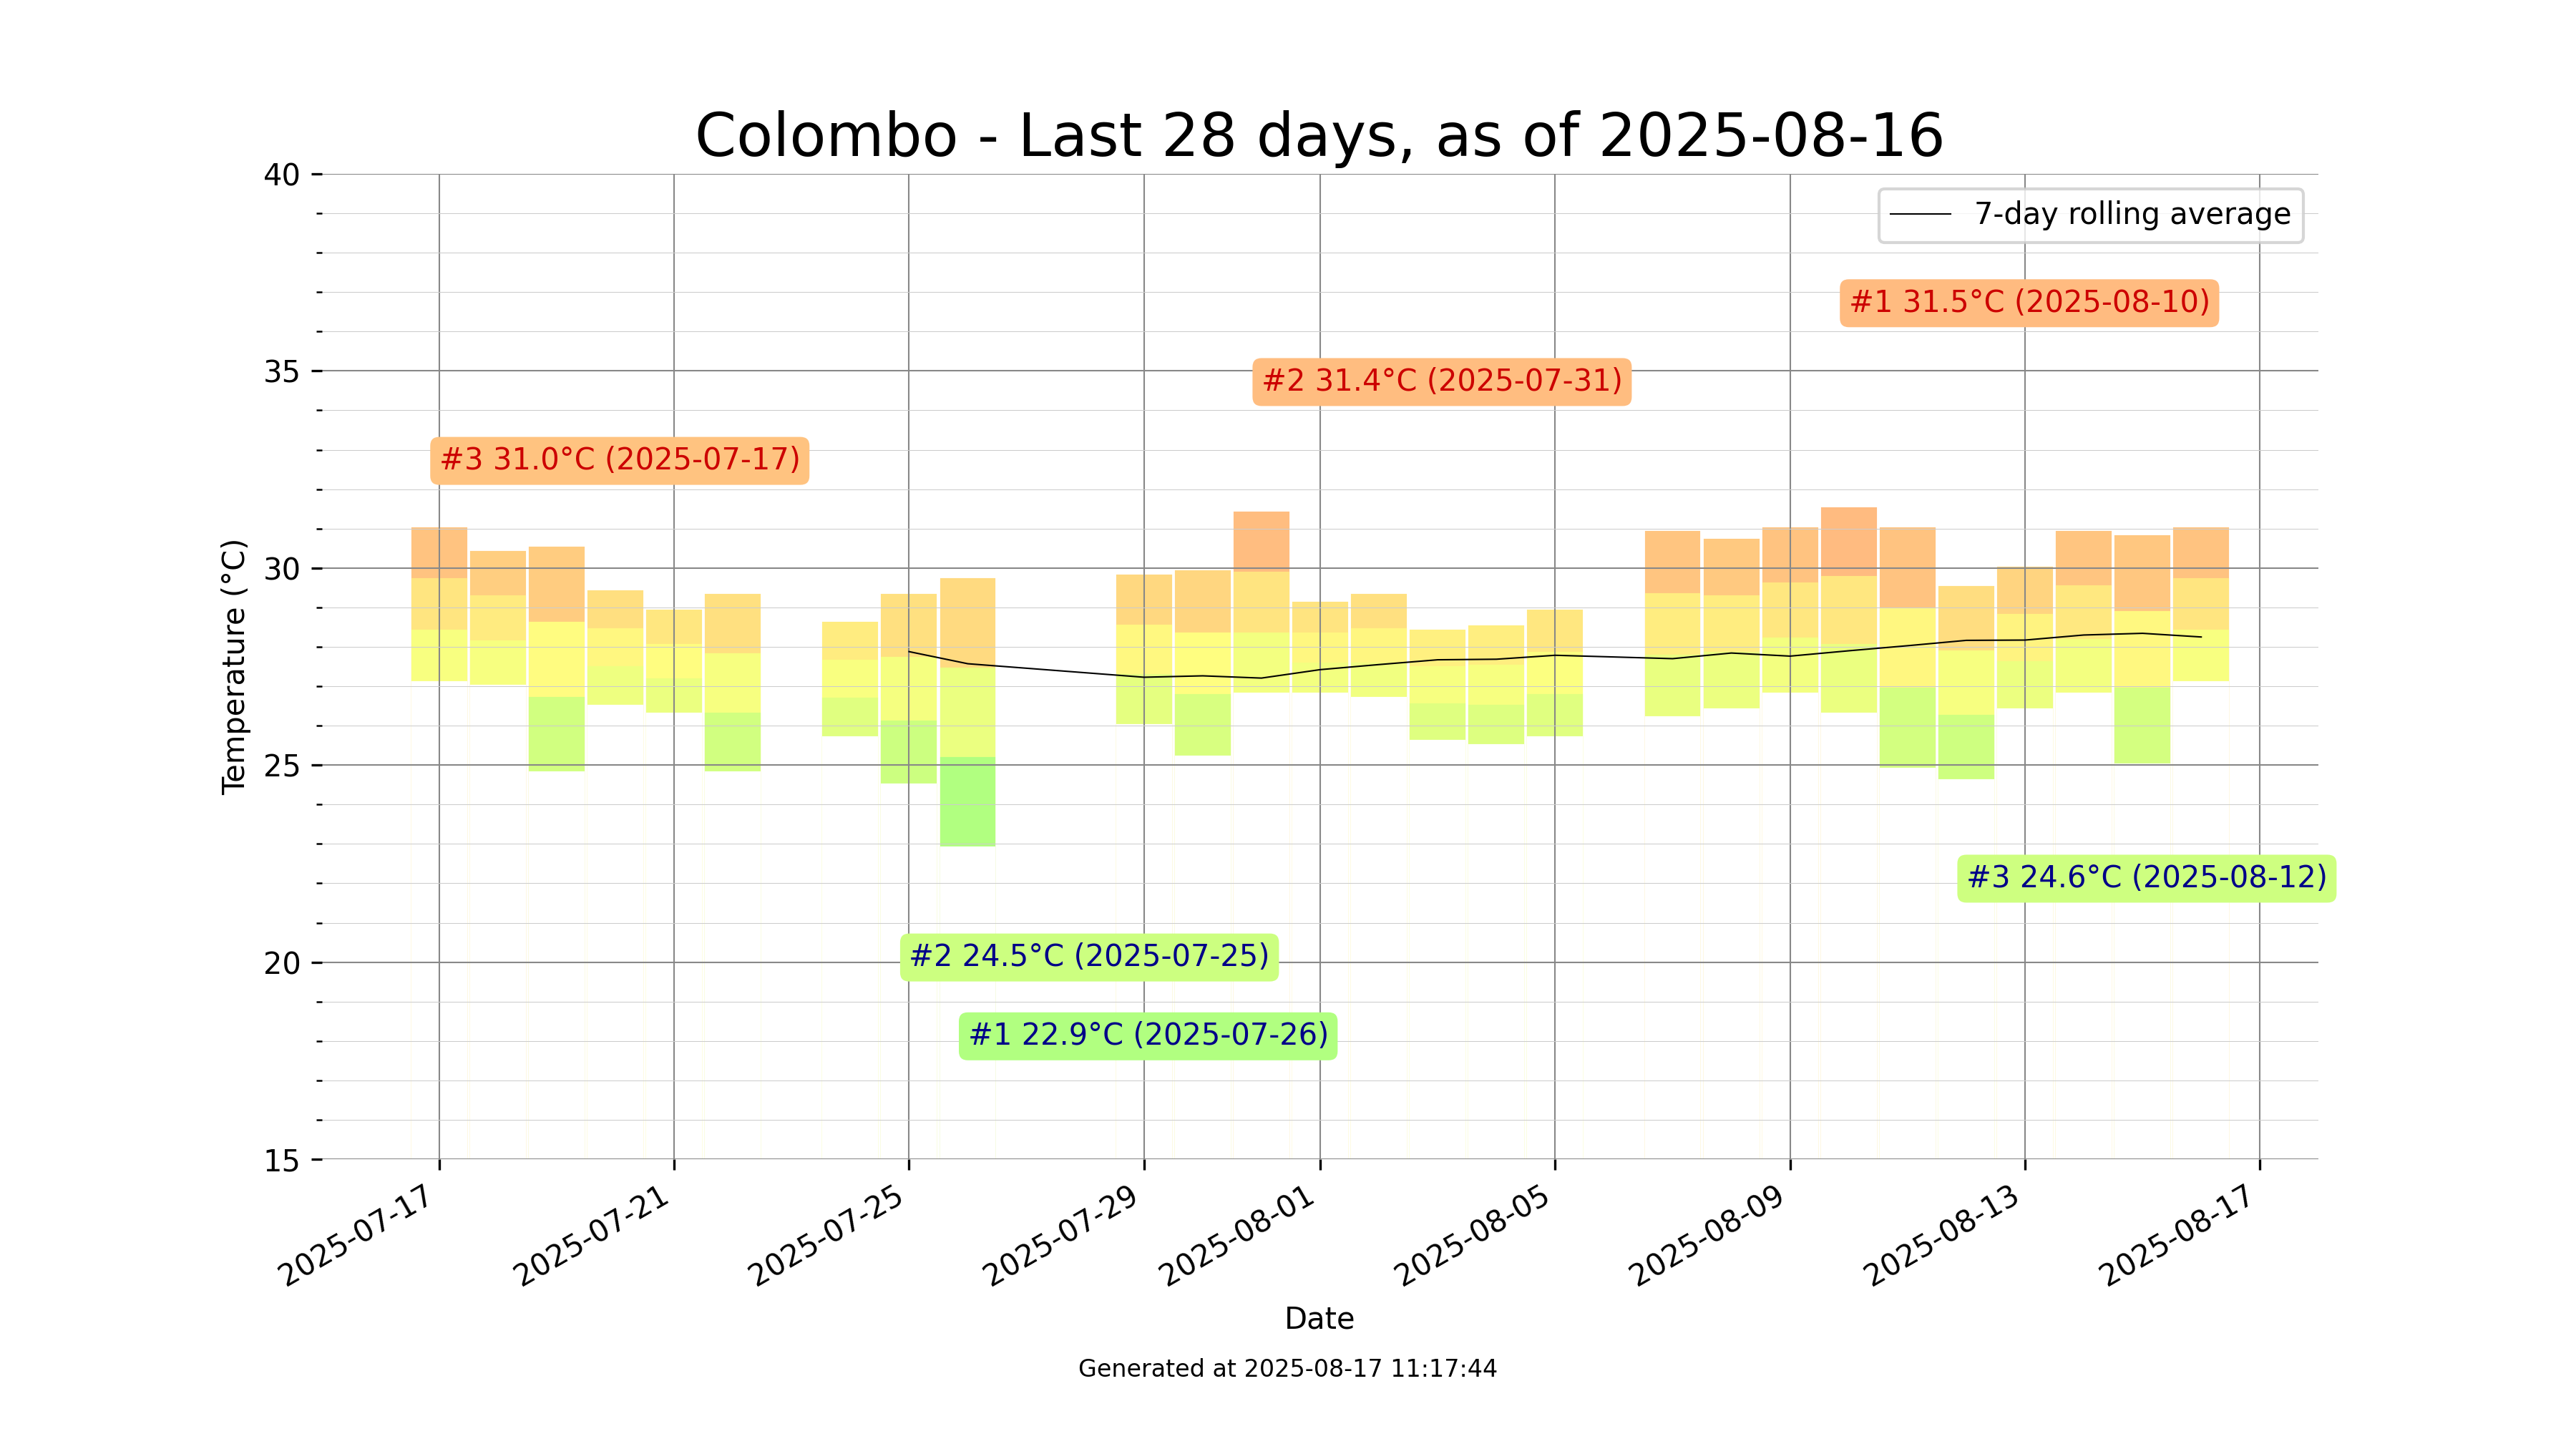 Colombo - Last 28 days, as of 2025-08-16
7-day rolling average
#1 31.5°C (2025-08-10)
#2 31.4°C (2025-07-31)
#3 31.0°C (2025-07-17)
#3 24.6°C (2025-08-12)
#2 24.5°C (2025-07-25)
#1 22.9°C (2025-07-26)
Temperature (°C)
40
35
30
25
20
15
2025-07-17
2025-07-21
2025-07-25
2025-07-29
2025-08-01
2025-08-05
2025-08-09
2025-08-13
2025-08-17
Date
Generated at 2025-08-17 11:17:44